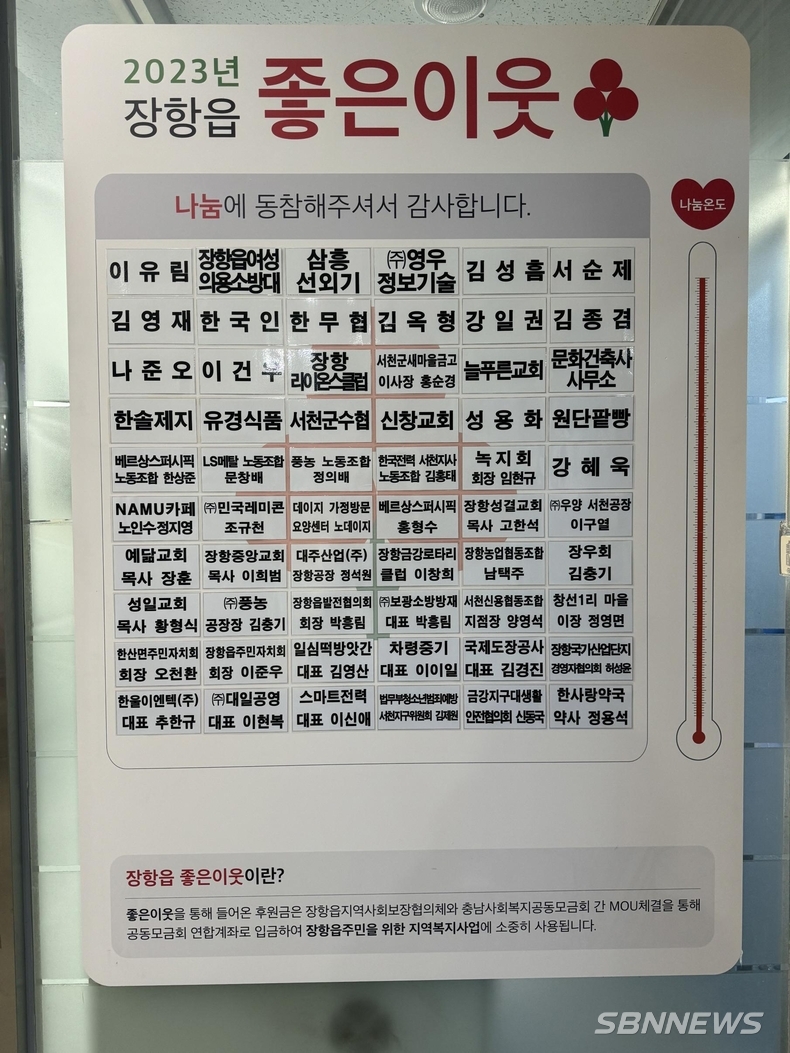 2023년
장항읍 좋은이웃
나눔에 동참해주셔서 감사합니다.
나눔온도
이유림 장항읍여성 의용소방대 삼흥 선외기 ㈜영우 정보기술 김성흠 서순제
김영재 한국인 한무협 김옥형 강일권 김종겸
나준오 이건우 장항 라이온스클럽 서천군새마을금고 이사장 홍순경 늘푸른교회 문화건축사 사무소
한솔제지 유경식품 서천군수협 신창교회 성용화 원단팥빵
베르상스퍼시픽 노동조합 한상준 LS메탈 노동조합 문창배 풍농 노동조합 정의배 한국전력 서천지사 노동조합 김홍태 녹지회 회장 임현규 강혜욱
NAMU카페 노인수정지영 ㈜민국레미콘 조규천 데이지 가정방문 요양센터 노데이지 베르상스퍼시픽 홍형수 장항성결교회 목사 고한석 ㈜우양 서천공장 이구열
예닮교회 목사 장훈 장항중앙교회 목사 이희범 대주산업(주) 장항공장 정석원 장항금강로타리 클럽 이창희 장항농업협동조합 남택주 장우회 김충기
성일교회 목사 황형식 ㈜풍농 공장장 김충기 장항읍발전협의회 회장 박홍림 ㈜보광소방방재 대표 박홍림 서천신용협동조합 지점장 양영석 창선1리 마을 이장 정영면
한산면주민자치회 회장 오천환 장항읍주민자치회 회장 이준우 일심떡방앗간 대표 김영산 차령중기 대표 이이일 국제도장공사 대표 김경진 장항국가산업단지 경영자협의회 허성윤
한울이엔텍(주) 대표 추한규 ㈜대일공영 대표 이현복 스마트전력 대표 이신애 법무부청소년범죄예방 서천지구위원회 김제원 금강지구대생활 안전협의회 신동국 한사랑약국 약사 정용석
장항읍 좋은이웃이란?
좋은이웃을 통해 들어온 후원금은 장항읍지역사회보장협의체와 충남사회복지공동모금회 간 MOU체결을 통해
공동모금회 연합계좌로 입금하여 장항읍주민을 위한 지역복지사업에 소중히 사용됩니다.
SBNNEWS